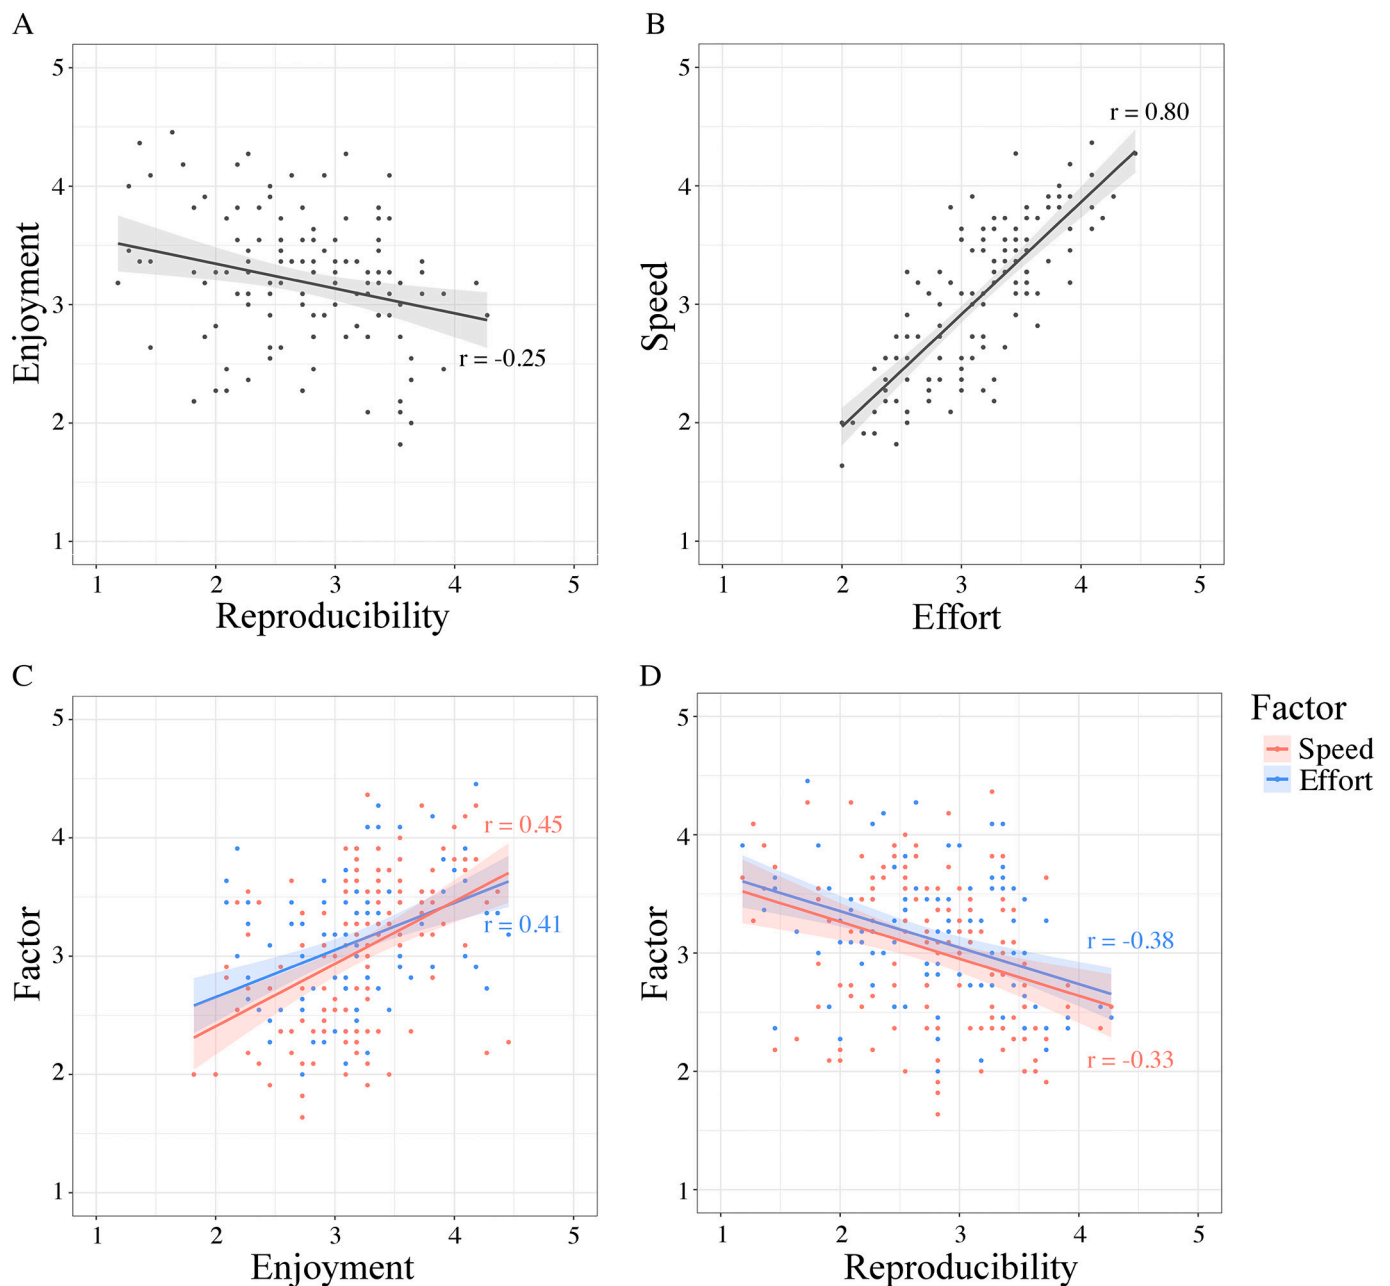 A
5
4
3
2
1
Enjoyment
r = -0.25
1 2 3 4 5
Reproducibility
B
5
4
3
2
1
Speed
r = 0.80
1 2 3 4 5
Effort
C
5
4
3
2
1
Factor
r = 0.45
r = 0.41
1 2 3 4 5
Enjoyment
D
5
4
3
2
1
Factor
r = -0.38
r = -0.33
1 2 3 4 5
Reproducibility
Factor
Speed
Effort